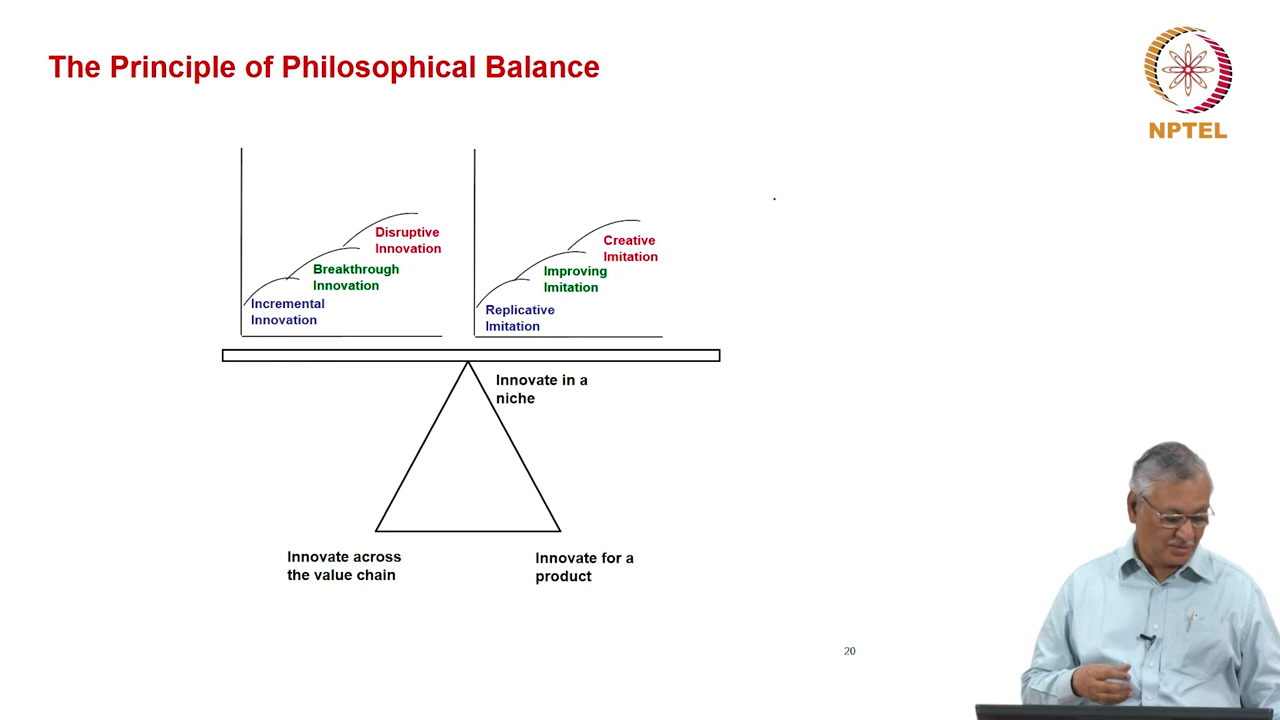 The Principle of Philosophical Balance
NPTEL
Disruptive
Innovation
Breakthrough
Innovation
Incremental
Innovation
Creative
Imitation
Improving
Imitation
Replicative
Imitation
Innovate in a
niche
Innovate across
the value chain
Innovate for a
product
20